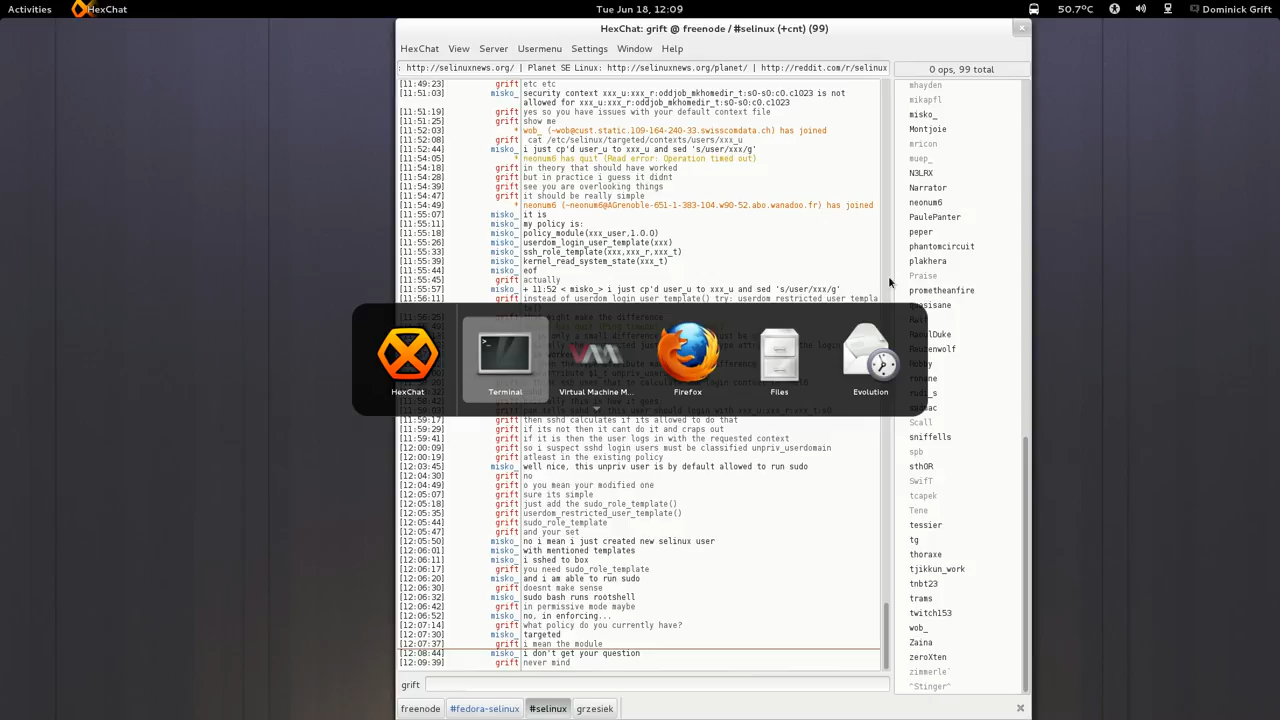 Activities
HexChat
Tue Jun 18, 12:09
50.7°C
Dominick Grift
HexChat: grift @ freenode / #selinux (+cnt) (99)
HexChat View Server Usermenu Settings Window Help
: http://selinuxnews.org/ | Planet SE Linux: http://selinuxnews.org/planet/ | http://reddit.com/r/selinux
0 ops, 99 total
[11:49:23] grift etc etc
[11:51:03] misko_ security context xxx_u:xxx_r:oddjob_mkhomedir_t:s0-s0:c0.c1023 is not
allowed for xxx_u:xxx_r:oddjob_mkhomedir_t:s0-s0:c0.c1023
[11:51:19] grift yes so you have issues with your default context file
[11:51:25] grift show me
[11:52:03] * wob_ (~wob@cust.static.109-164-240-33.swisscomdata.ch) has joined
[11:52:08] grift cat /etc/selinux/targeted/contexts/users/xxx_u
[11:52:44] misko_ i just cp'd user_u to xxx_u and sed 's/user/xxx/g'
[11:54:05] * neonum6 has quit (Read error: Operation timed out)
[11:54:18] grift in theory that should have worked
[11:54:28] grift but in practice i guess it didnt
[11:54:39] grift see you are overlooking things
[11:54:47] grift it should be really simple
[11:54:49] * neonum6 (~neonum6@AGrenoble-651-1-383-104.w90-52.abo.wanadoo.fr) has joined
[11:55:07] misko_ it is
[11:55:11] misko_ my policy is:
[11:55:18] misko_ policy_module(xxx_user,1.0.0)
[11:55:26] misko_ userdom_login_user_template(xxx)
[11:55:33] misko_ ssh_role_template(xxx,xxx_r,xxx_t)
[11:55:39] misko_ kernel_read_system_state(xxx_t)
[11:55:44] misko_ eof
[11:55:45] grift actually
[11:55:57] misko_ + 11:52 < misko_> i just cp'd user_u to xxx_u and sed 's/user/xxx/g'
[11:56:11] grift instead of userdom_login_user_template() try: userdom_restricted_user_templa
HexChat
Terminal
Virtual Machine M...
Firefox
Files
Evolution
[11:59:17] grift then sshd calculates if its allowed to do that
[11:59:29] grift if its not then it cant do it and craps out
[11:59:41] grift if it is then the user logs in with the requested context
[12:00:09] grift so i suspect sshd login users must be classified unpriv_userdomain
[12:00:19] grift atleast in the existing policy
[12:03:45] misko_ well nice, this unpriv user is by default allowed to run sudo
[12:04:30] grift no
[12:04:49] grift o you mean your modified one
[12:05:07] grift sure its simple
[12:05:18] grift just add the sudo_role_template()
[12:05:35] grift userdom_restricted_user_template()
[12:05:44] grift sudo_role_template
[12:05:47] grift and your set
[12:05:50] misko_ no i mean i just created new selinux user
[12:06:01] misko_ with mentioned templates
[12:06:11] misko_ i sshed to box
[12:06:17] grift you need sudo_role_template
[12:06:20] misko_ and i am able to run sudo
[12:06:30] grift doesnt make sense
[12:06:32] misko_ sudo bash runs rootshell
[12:06:42] grift in permissive mode maybe
[12:06:52] misko_ no, in enforcing...
[12:07:14] grift what policy do you currently have?
[12:07:30] misko_ targeted
[12:07:37] grift i mean the module
[12:08:44] misko_ i don't get your question
[12:09:39] grift never mind
mhayden
mikapfl
misko_
Montjoie
mricon
muep_
N3LRX
Narrator
neonum6
PaulePanter
peper
phantomcircuit
plakhera
Praise
prometheanfire
sniffells
spb
sth0R
SwifT
tcapek
Tene
tessier
tg
thoraxe
tjikkun_work
tnbt23
trams
twitch153
wob_
Zaina
zeroXten
zimmerle`
^Stinger^
grift
freenode #fedora-selinux #selinux grzesiek